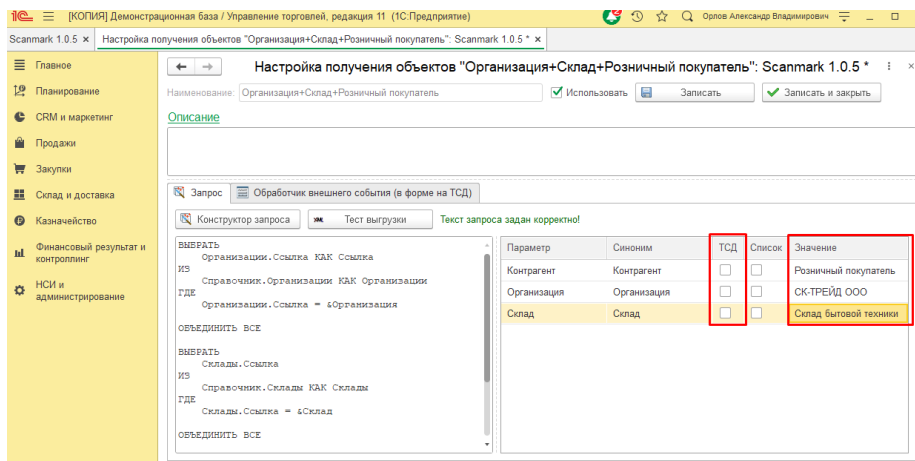 [КОПИЯ] Демонстрационная база / Управление торговлей, редакция 11 (1С:Предприятие)
2
Орлов Александр Владимирович
Scanmark 1.0.5 ×
Настройка получения объектов "Организация+Склад+Розничный покупатель": Scanmark 1.0.5 * ×
Главное
Планирование
CRM и маркетинг
Продажи
Закупки
Склад и доставка
Казначейство
Финансовый результат и
контроллинг
НСИ и
администрирование
Настройка получения объектов "Организация+Склад+Розничный покупатель": Scanmark 1.0.5 *
Наименование: Организация+Склад+Розничный покупатель
Использовать
Записать
Записать и закрыть
Описание
Запрос
Обработчик внешнего события (в форме на ТСД)
Конструктор запроса
XML Тест выгрузки
Текст запроса задан корректно!
ВЫБРАТЬ
Организации.Ссылка КАК Ссылка
ИЗ
Справочник.Организации КАК Организации
ГДЕ
Организации.Ссылка = &Организация
ОБЪЕДИНИТЬ ВСЕ
ВЫБРАТЬ
Склады.Ссылка
ИЗ
Справочник.Склады КАК Склады
ГДЕ
Склады.Ссылка = &Склад
ОБЪЕДИНИТЬ ВСЕ
Параметр Синоним ТСД Список Значение
Контрагент Контрагент Розничный покупатель
Организация Организация СК-ТРЕЙД ООО
Склад Склад Склад бытовой техники